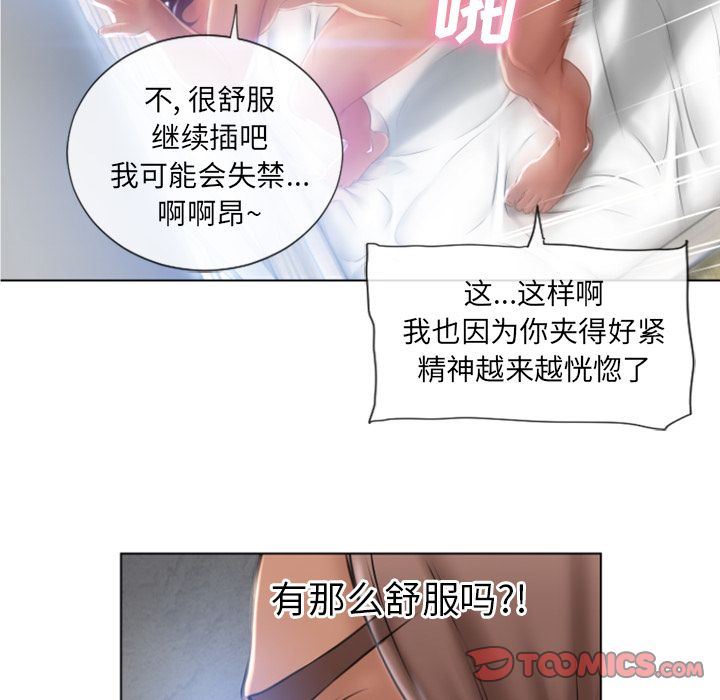 啪
不, 很舒服
继续插吧
我可能会失禁...
啊啊昂~
这...这样啊
我也因为你夹得好紧
精神越来越恍惚了
有那么舒服吗?!
TOOMICS.COM